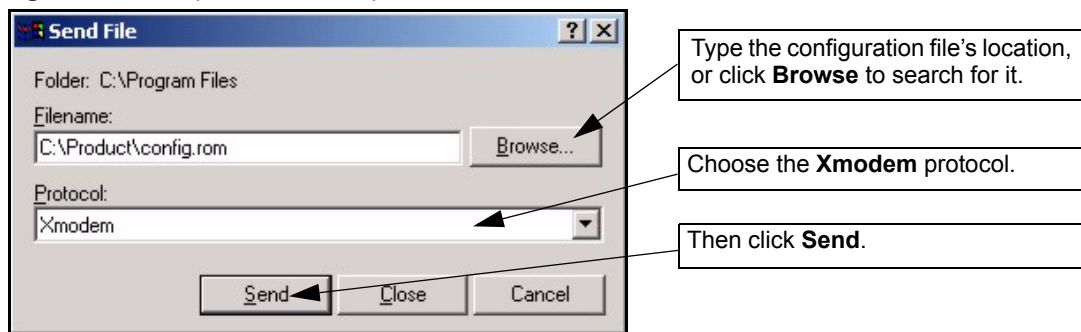 Send File
Folder: C:\Program Files
Filename:
C:\Product\config.rom
Browse...
Protocol:
Xmodem
Send
Close
Cancel
Type the configuration file's location,
or click Browse to search for it.
Choose the Xmodem protocol.
Then click Send.